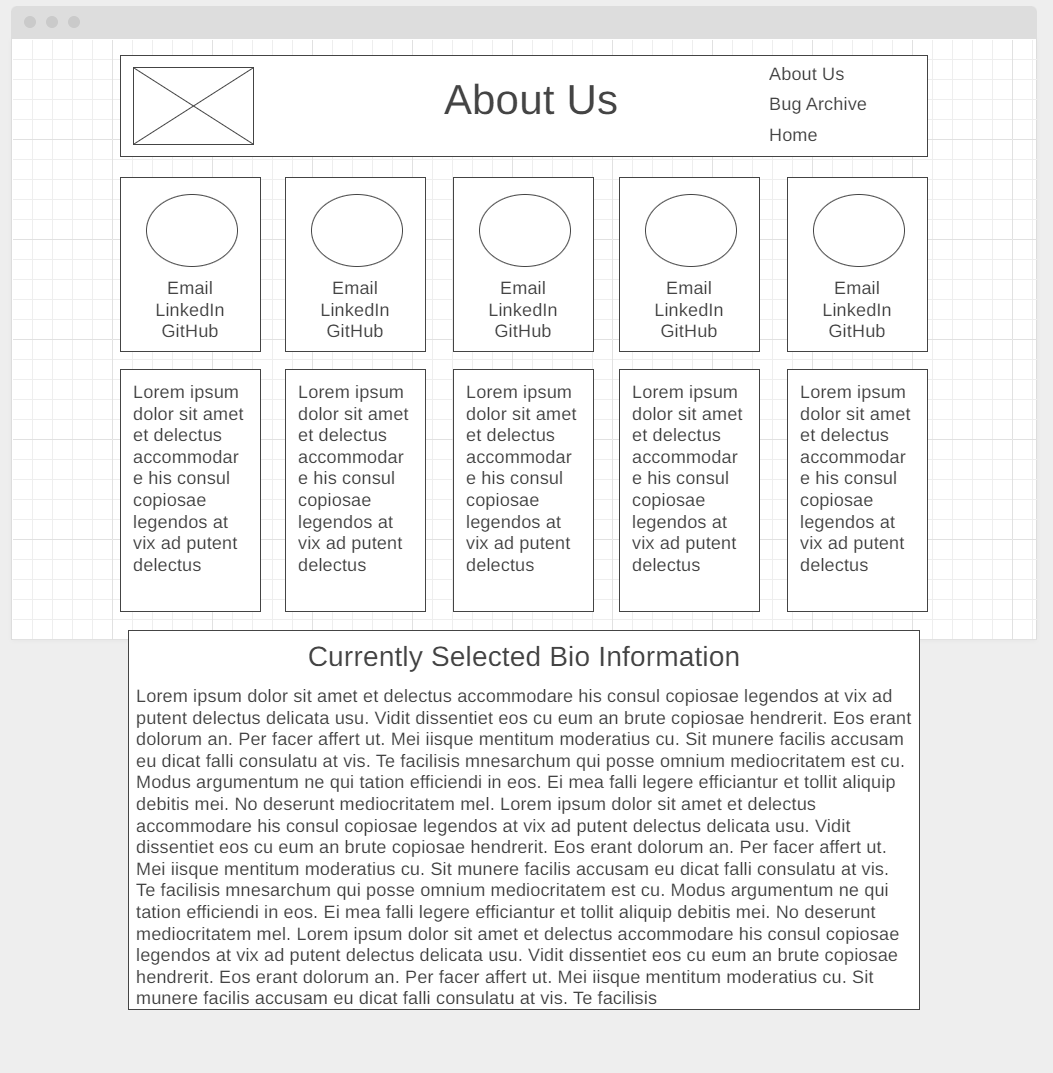 About Us
About Us
Bug Archive
Home
Email
LinkedIn
GitHub
Email
LinkedIn
GitHub
Email
LinkedIn
GitHub
Email
LinkedIn
GitHub
Email
LinkedIn
GitHub
Lorem ipsum
dolor sit amet
et delectus
accommodar
e his consul
copiosae
legendos at
vix ad putent
delectus
Lorem ipsum
dolor sit amet
et delectus
accommodar
e his consul
copiosae
legendos at
vix ad putent
delectus
Lorem ipsum
dolor sit amet
et delectus
accommodar
e his consul
copiosae
legendos at
vix ad putent
delectus
Lorem ipsum
dolor sit amet
et delectus
accommodar
e his consul
copiosae
legendos at
vix ad putent
delectus
Lorem ipsum
dolor sit amet
et delectus
accommodar
e his consul
copiosae
legendos at
vix ad putent
delectus
Currently Selected Bio Information
Lorem ipsum dolor sit amet et delectus accommodare his consul copiosae legendos at vix ad
putent delectus delicata usu. Vidit dissentiet eos cu eum an brute copiosae hendrerit. Eos erant
dolorum an. Per facer affert ut. Mei iisque mentitum moderatius cu. Sit munere facilis accusam
eu dicat falli consulatu at vis. Te facilisis mnesarchum qui posse omnium mediocritatem est cu.
Modus argumentum ne qui tation efficiendi in eos. Ei mea falli legere efficiantur et tollit aliquip
debitis mei. No deserunt mediocritatem mel. Lorem ipsum dolor sit amet et delectus
accommodare his consul copiosae legendos at vix ad putent delectus delicata usu. Vidit
dissentiet eos cu eum an brute copiosae hendrerit. Eos erant dolorum an. Per facer affert ut.
Mei iisque mentitum moderatius cu. Sit munere facilis accusam eu dicat falli consulatu at vis.
Te facilisis mnesarchum qui posse omnium mediocritatem est cu. Modus argumentum ne qui
tation efficiendi in eos. Ei mea falli legere efficiantur et tollit aliquip debitis mei. No deserunt
mediocritatem mel. Lorem ipsum dolor sit amet et delectus accommodare his consul copiosae
legendos at vix ad putent delectus delicata usu. Vidit dissentiet eos cu eum an brute copiosae
hendrerit. Eos erant dolorum an. Per facer affert ut. Mei iisque mentitum moderatius cu. Sit
munere facilis accusam eu dicat falli consulatu at vis. Te facilisis